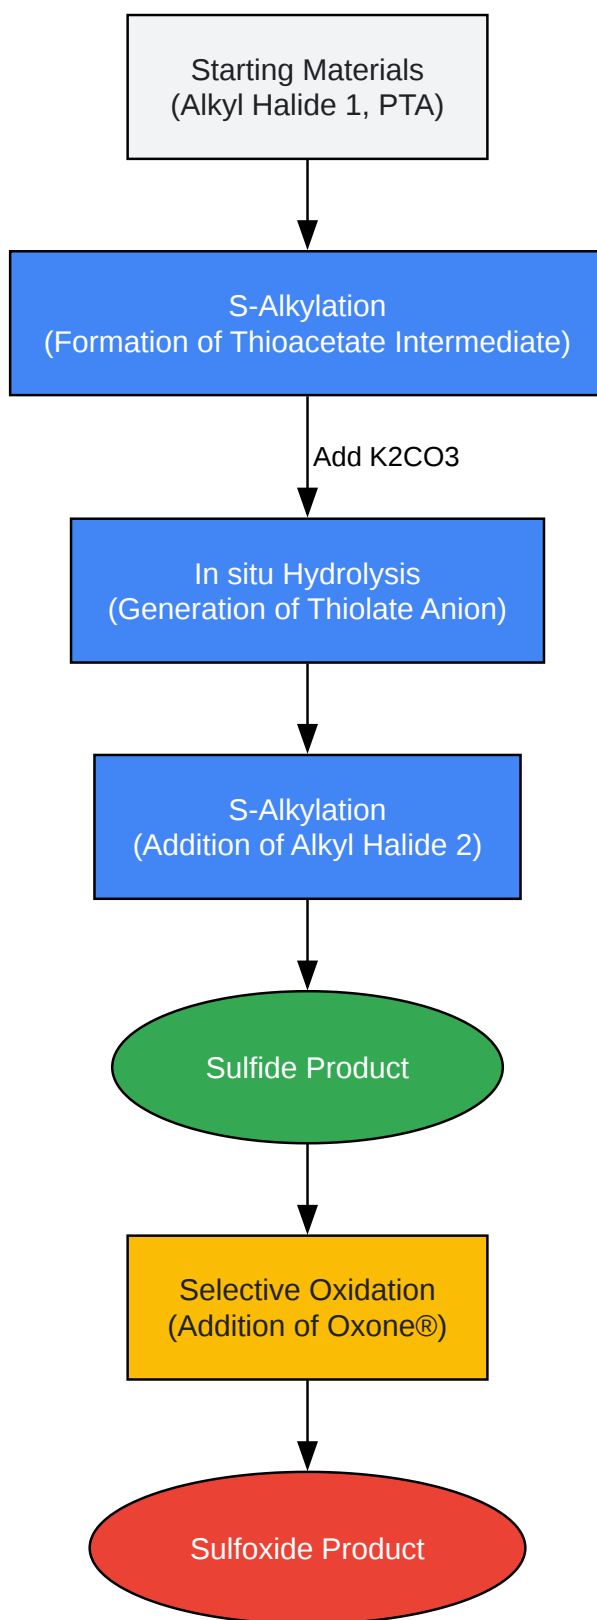 Starting Materials
(Alkyl Halide 1, PTA)
S-Alkylation
(Formation of Thioacetate Intermediate)
Add K2CO3
In situ Hydrolysis
(Generation of Thiolate Anion)
S-Alkylation
(Addition of Alkyl Halide 2)
Sulfide Product
Selective Oxidation
(Addition of Oxone®)
Sulfoxide Product